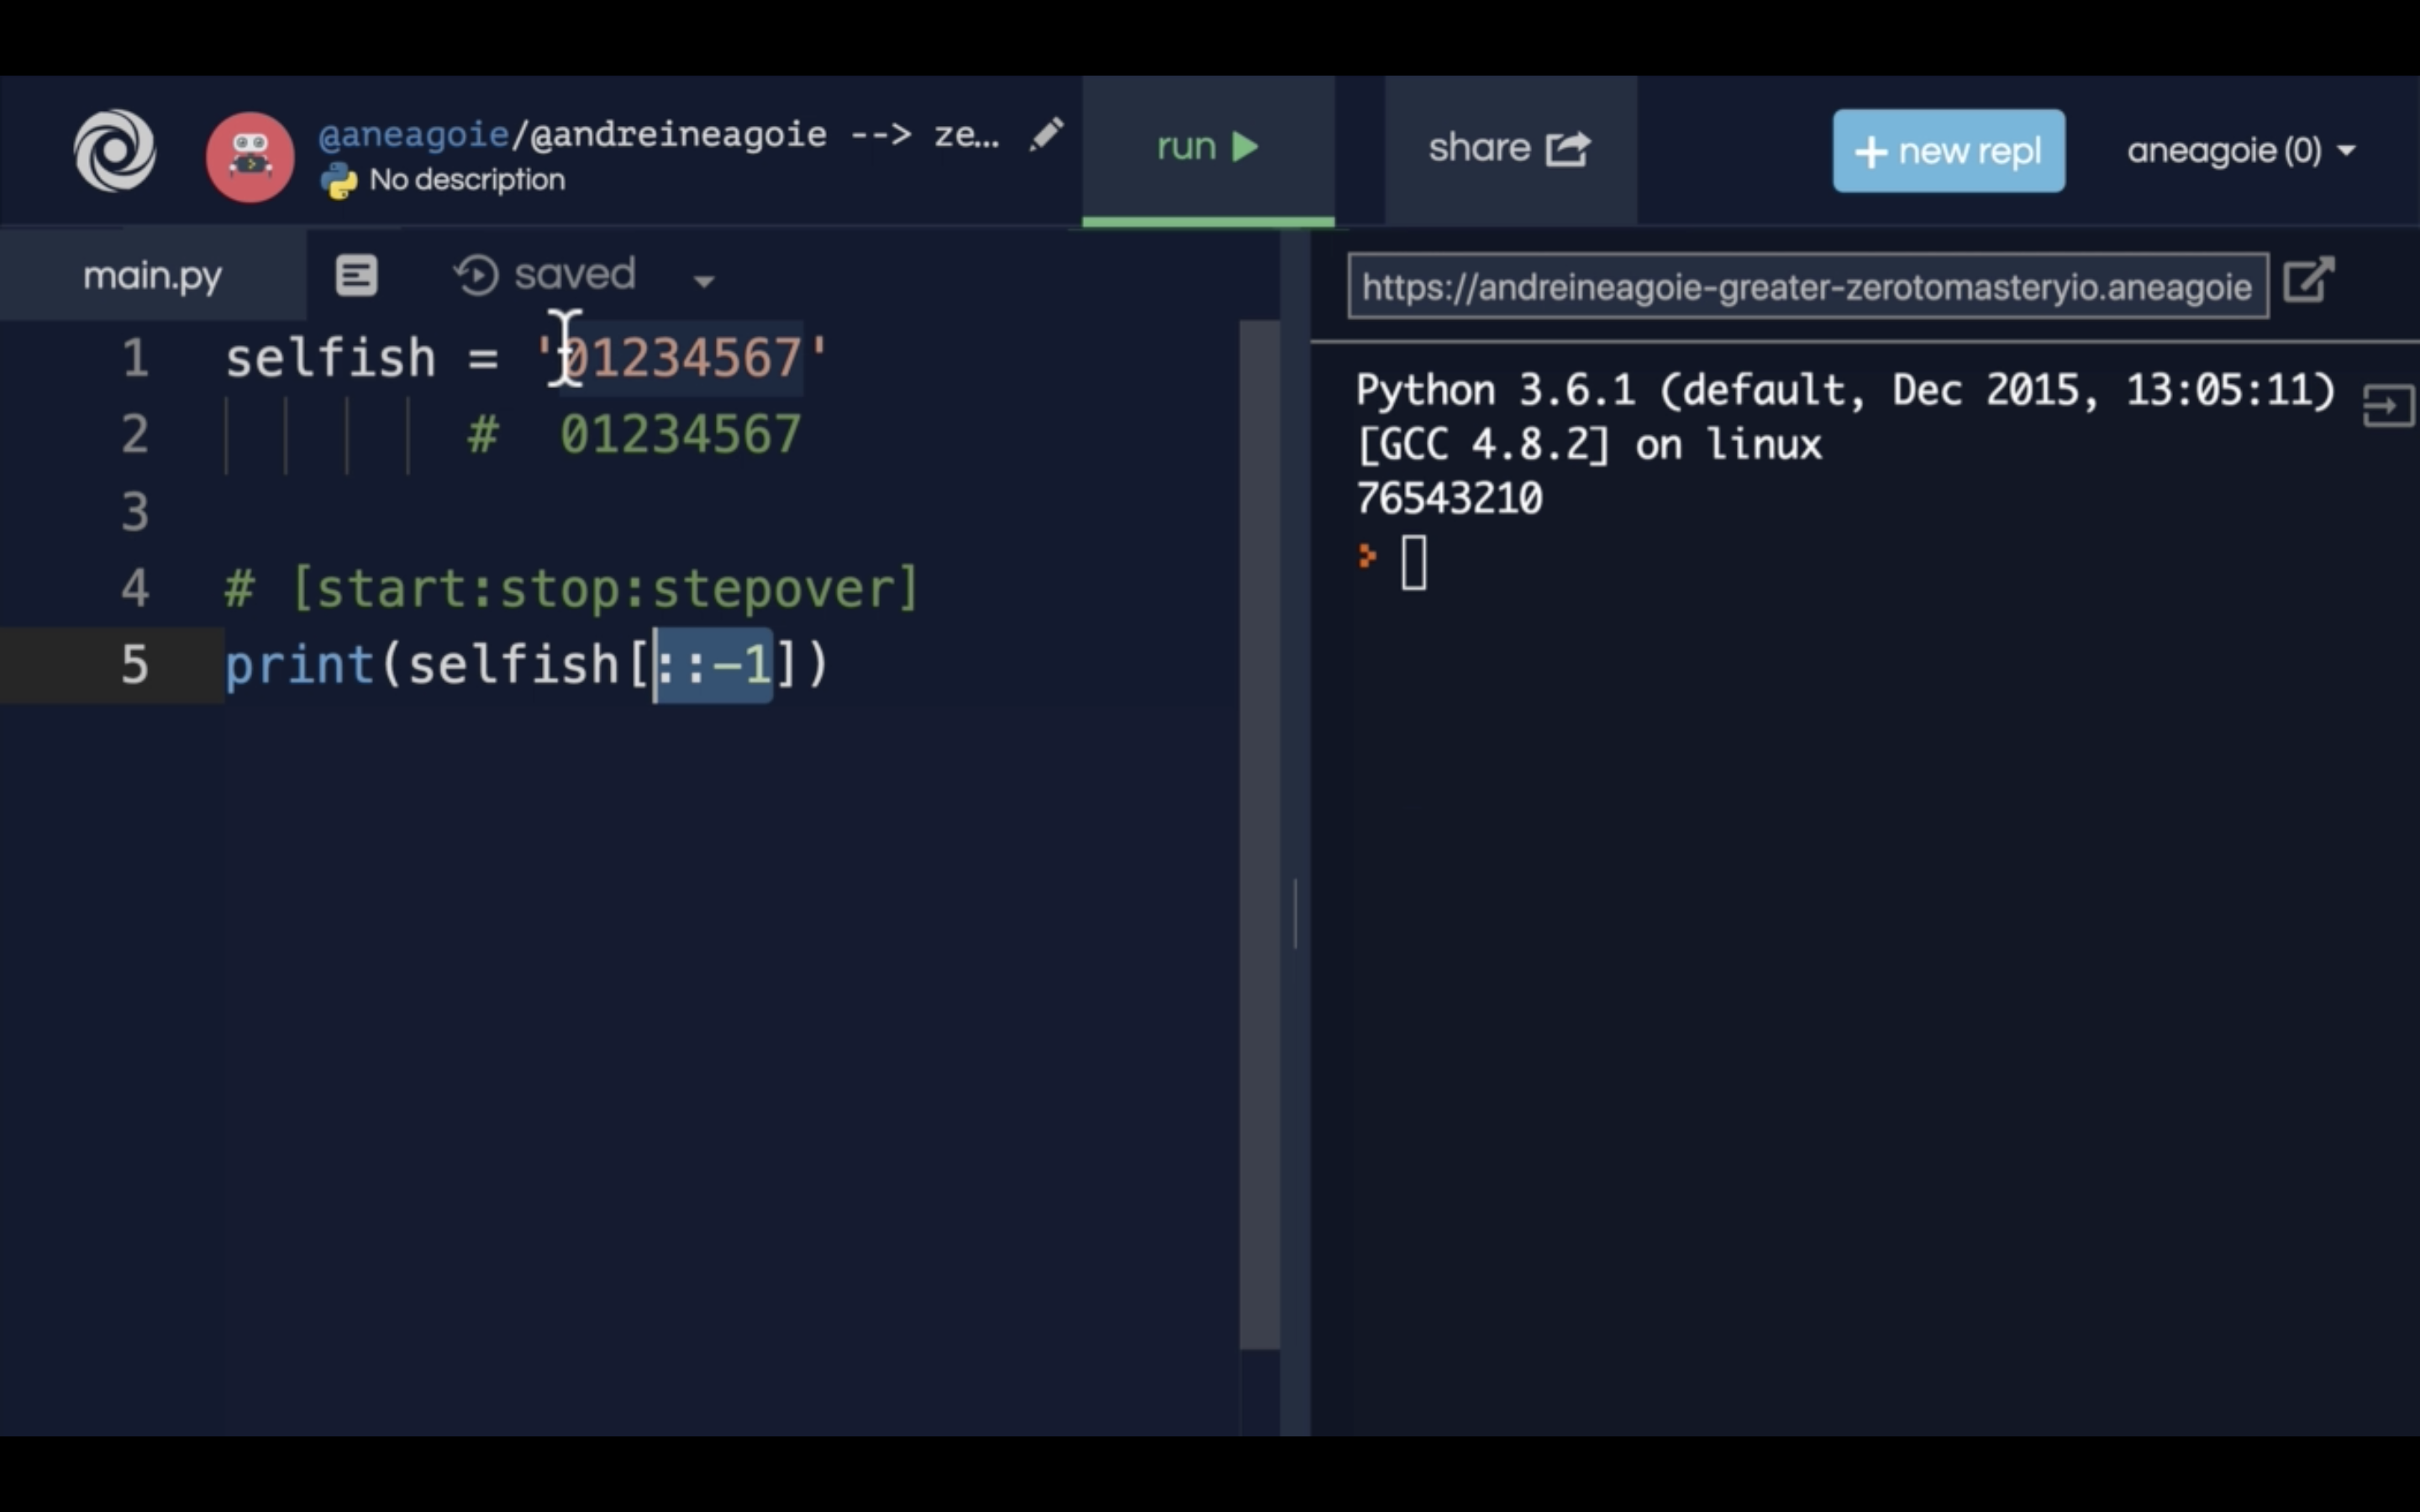 @aneagoie/@andreineagoie --> ze...
No description
run
share
+ new repl
aneagoie (0)
main.py
saved
https://andreineagoie-greater-zerotomasteryio.aneagoie
1 selfish = '01234567'
2 # 01234567
3
4 # [start:stop:stepover]
5 print(selfish[::-1])
Python 3.6.1 (default, Dec 2015, 13:05:11)
[GCC 4.8.2] on linux
76543210